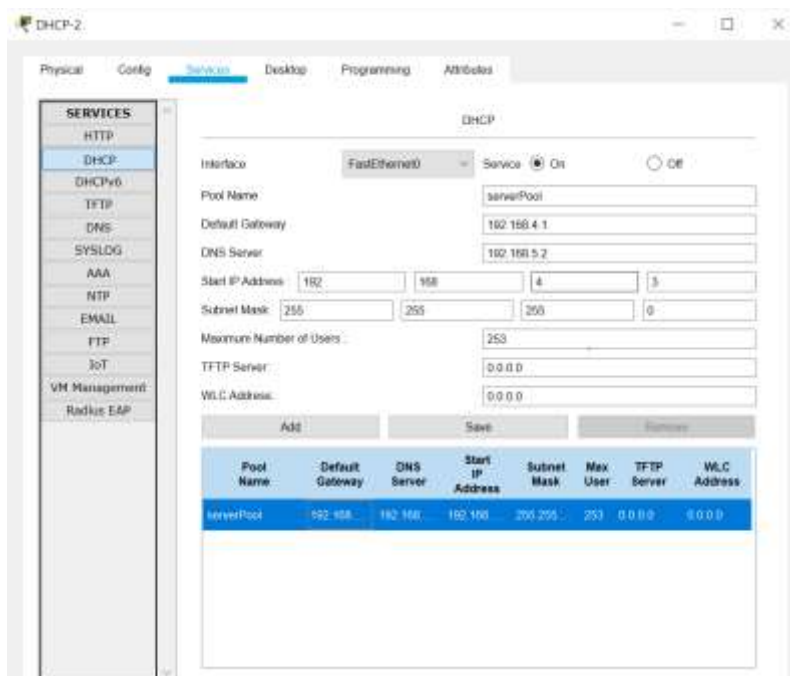 DHCP-2
Physical Config Services Desktop Programming Attributes
SERVICES
HTTP
DHCP
DHCPv6
TFTP
DNS
SYSLOG
AAA
NTP
EMAIL
FTP
IoT
VM Management
Radius EAP
DHCP
Interface FastEthernet0 Service On Off
Pool Name serverPool
Default Gateway 192.168.4.1
DNS Server 192.168.5.2
Start IP Address : 192 168 4 3
Subnet Mask: 255 255 255 0
Maximum Number of Users : 253
TFTP Server: 0.0.0.0
WLC Address: 0.0.0.0
Add Save Remove
Pool Name Default Gateway DNS Server Start IP Address Subnet Mask Max User TFTP Server WLC Address
serverPool 192.168... 192.168... 192.168... 255.255... 253 0.0.0.0 0.0.0.0